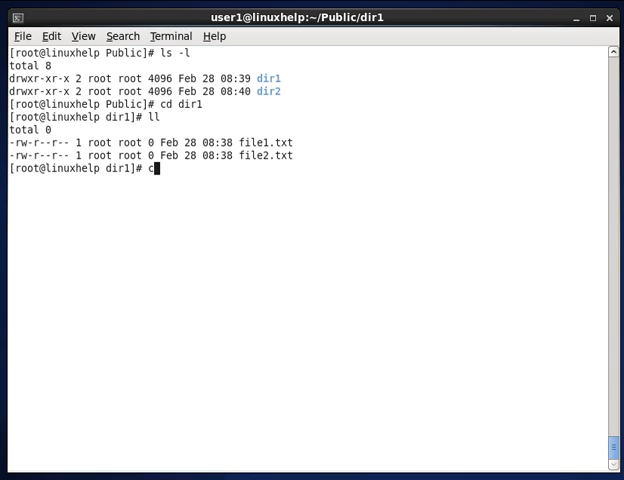 user1@linuxhelp:~/Public/dir1
File Edit View Search Terminal Help
[root@linuxhelp Public]# ls -l
total 8
drwxr-xr-x 2 root root 4096 Feb 28 08:39 dir1
drwxr-xr-x 2 root root 4096 Feb 28 08:40 dir2
[root@linuxhelp Public]# cd dir1
[root@linuxhelp dir1]# ll
total 0
-rw-r--r-- 1 root root 0 Feb 28 08:38 file1.txt
-rw-r--r-- 1 root root 0 Feb 28 08:38 file2.txt
[root@linuxhelp dir1]# c